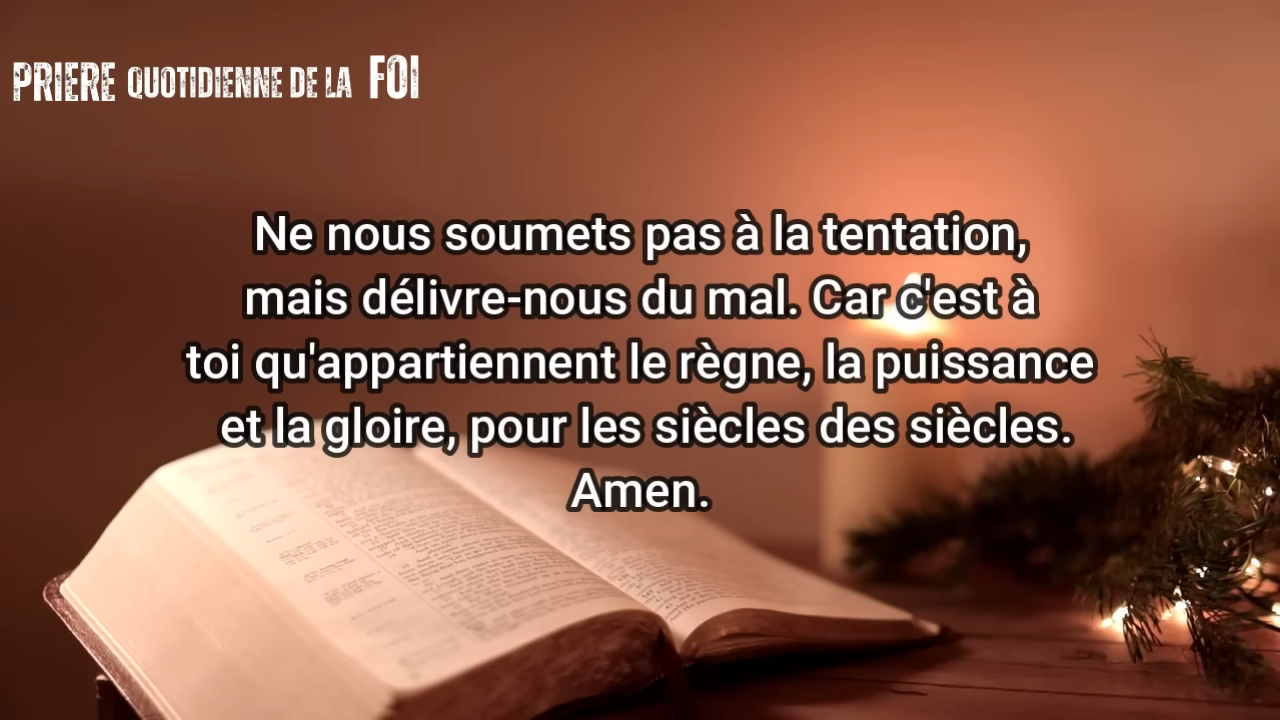 PRIERE QUOTIDIENNE DE LA FOI
Ne nous soumets pas à la tentation,
mais délivre-nous du mal. Car c'est à
toi qu'appartiennent le règne, la puissance
et la gloire, pour les siècles des siècles.
Amen.